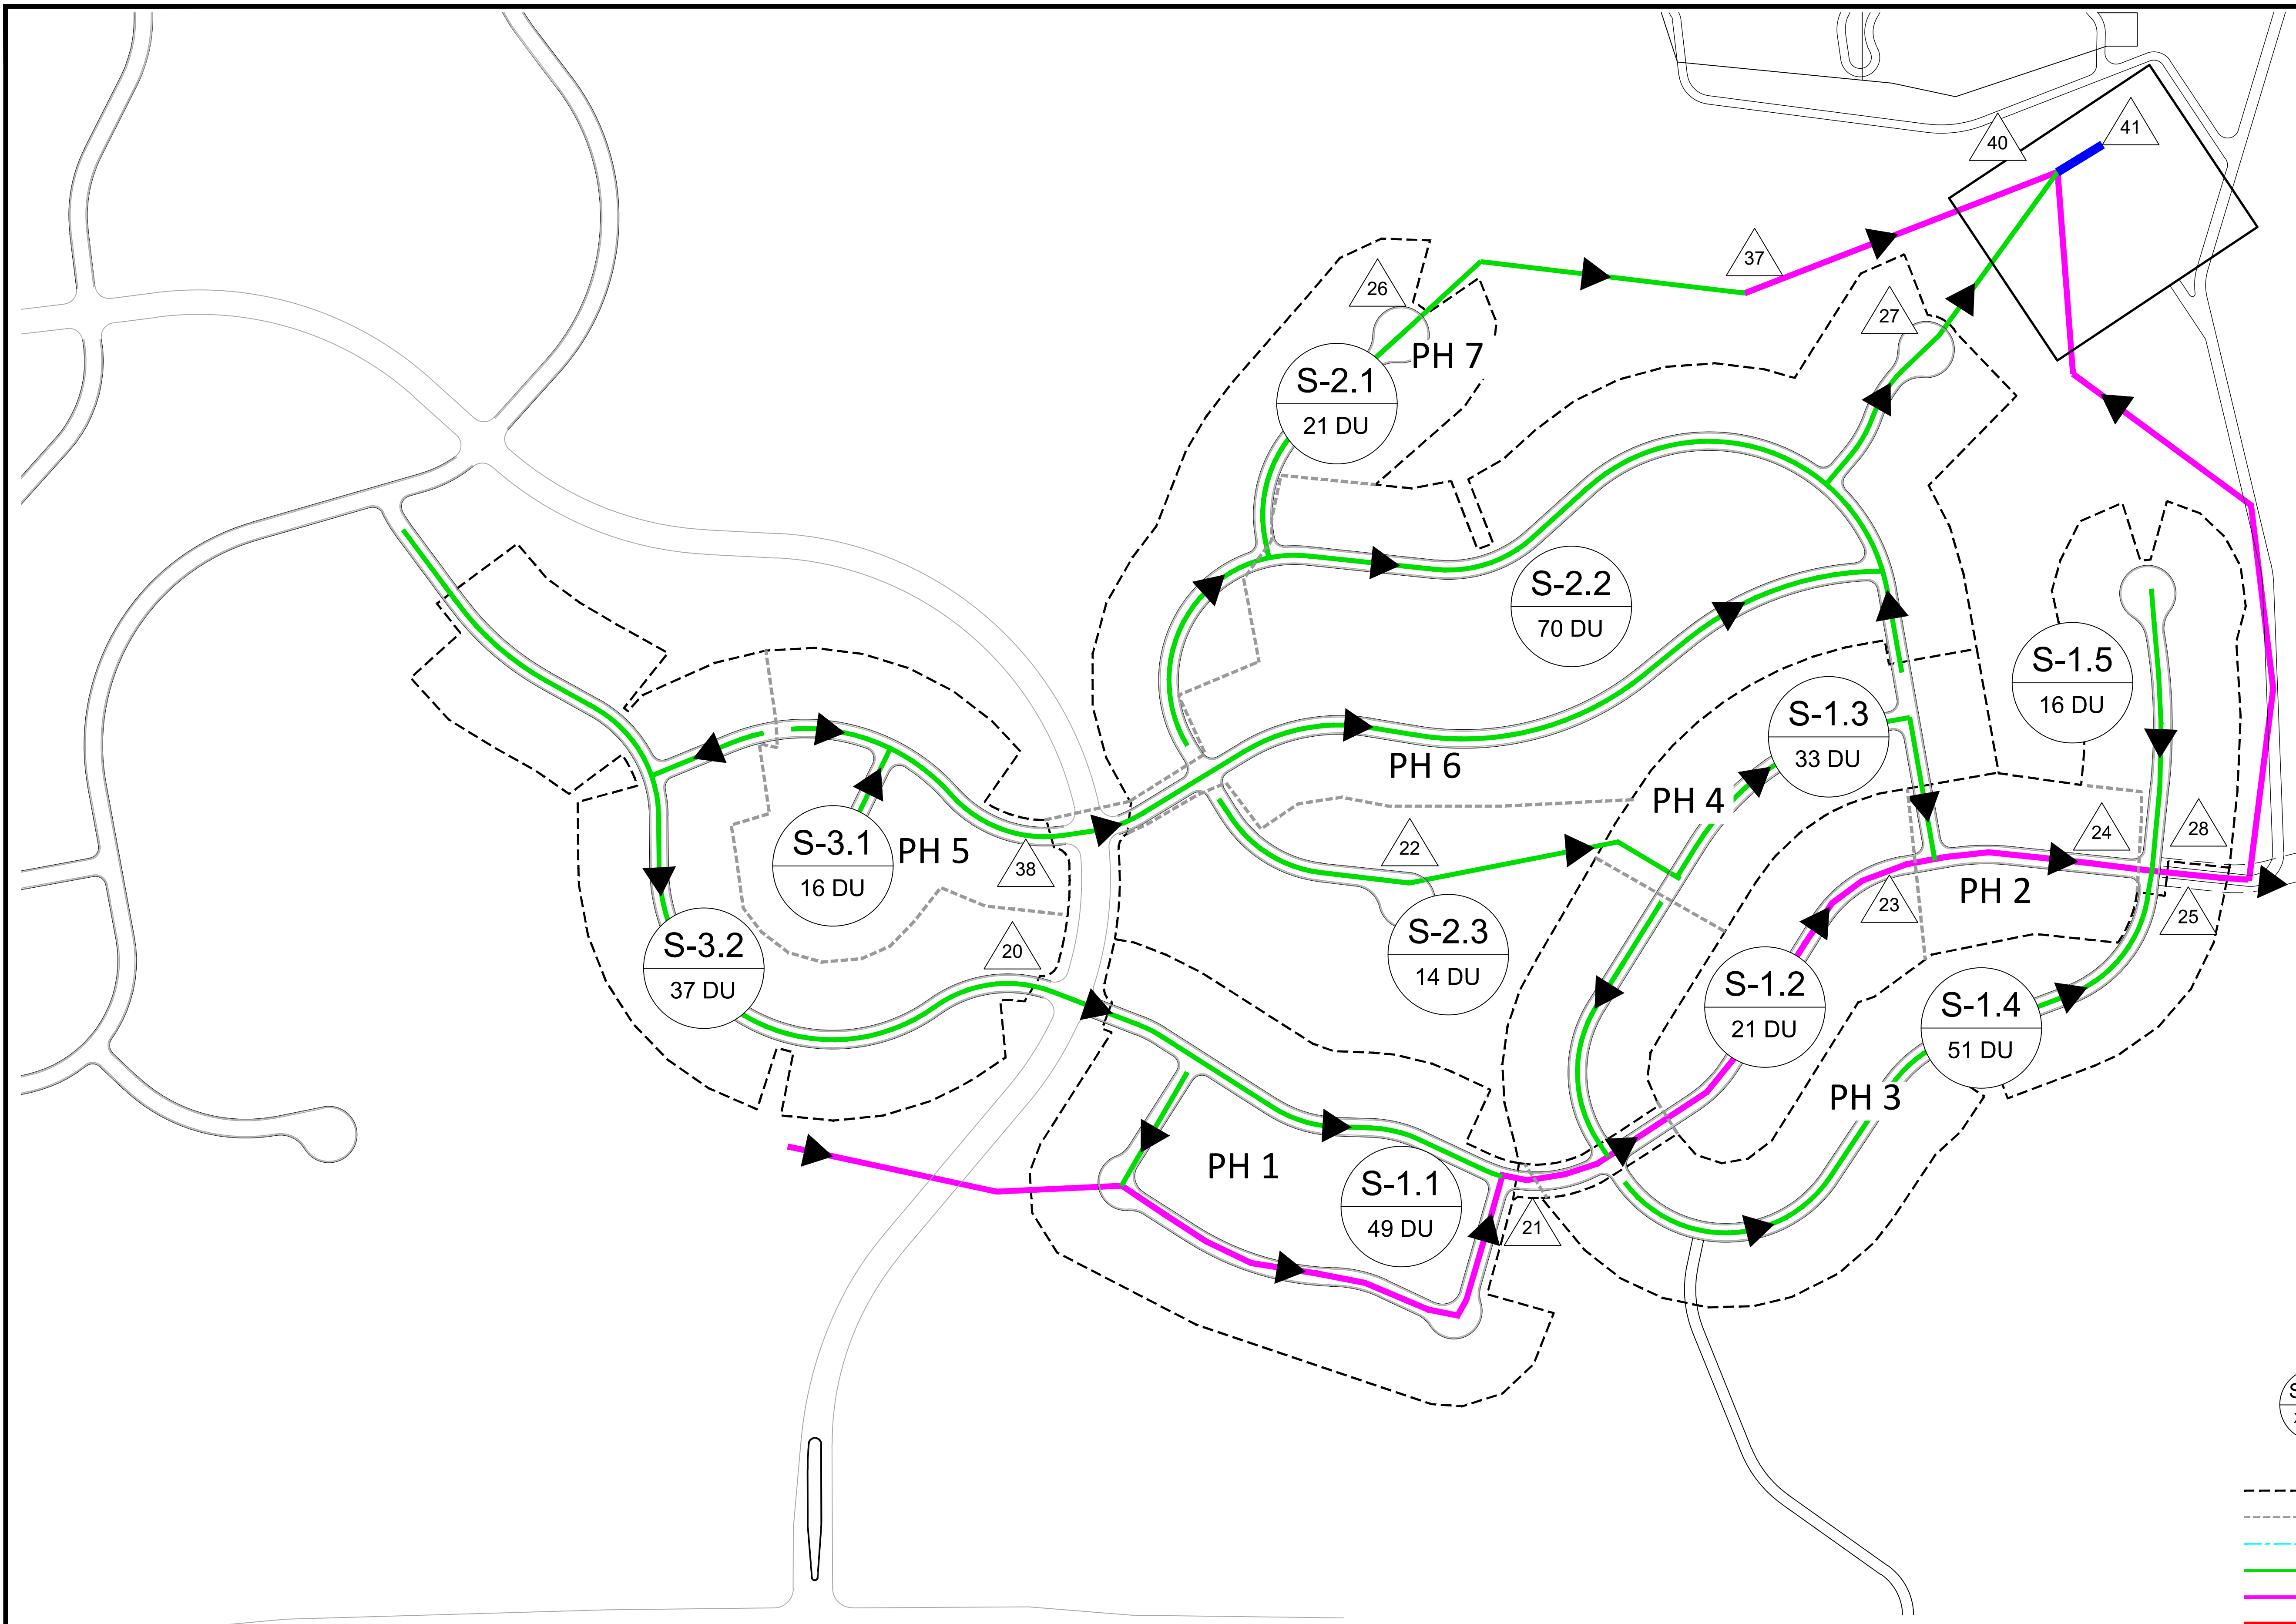 41
40
37
26
27
PH 7
S-2.1
21 DU
S-2.2
70 DU
S-1.5
16 DU
S-1.3
33 DU
PH 6
PH 4
24
28
22
S-3.1
16 DU
PH 5
38
PH 2
23
25
S-2.3
14 DU
20
S-3.2
37 DU
S-1.2
21 DU
S-1.4
51 DU
PH 3
PH 1
S-1.1
49 DU
21